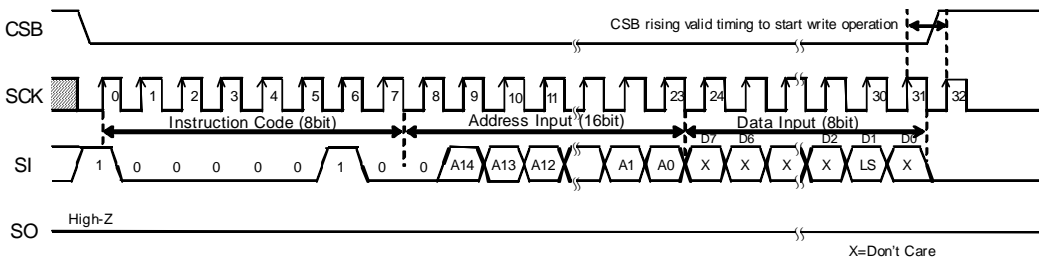 CSB
CSB rising valid timing to start write operation
SCK
0 1 2 3 4 5 6 7 8 9 10 11 23 24 30 31 32
Instruction Code (8bit) Address Input (16bit) Data Input (8bit)
D7 D6 D2 D1 D0
SI
1 0 0 0 0 0 1 0 0 A14 A13 A12 A1 A0 X X X X LS X
High-Z
SO
X=Don't Care